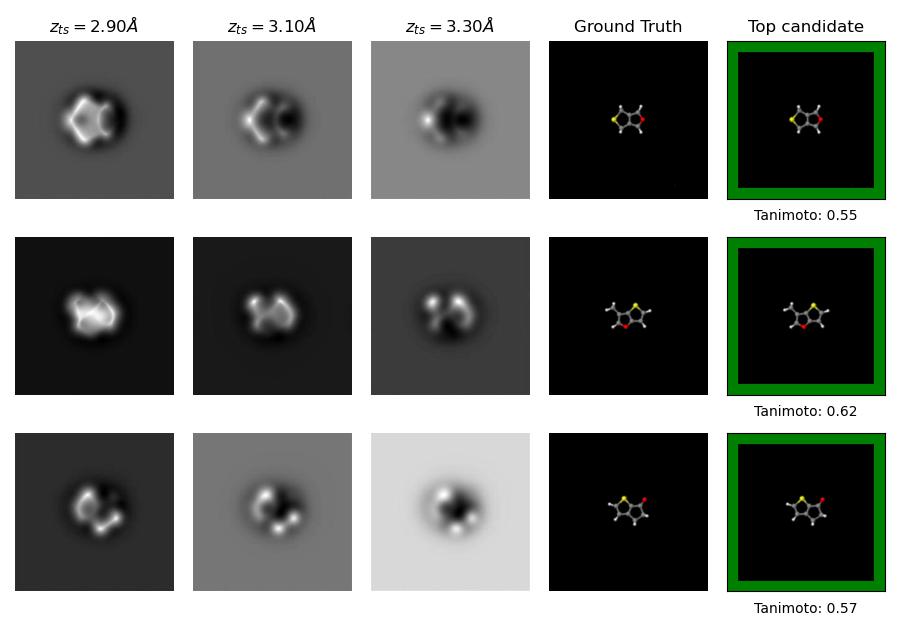 z_ts = 2.90Å z_ts = 3.10Å z_ts = 3.30Å Ground Truth Top candidate
Tanimoto: 0.55
Tanimoto: 0.62
Tanimoto: 0.57